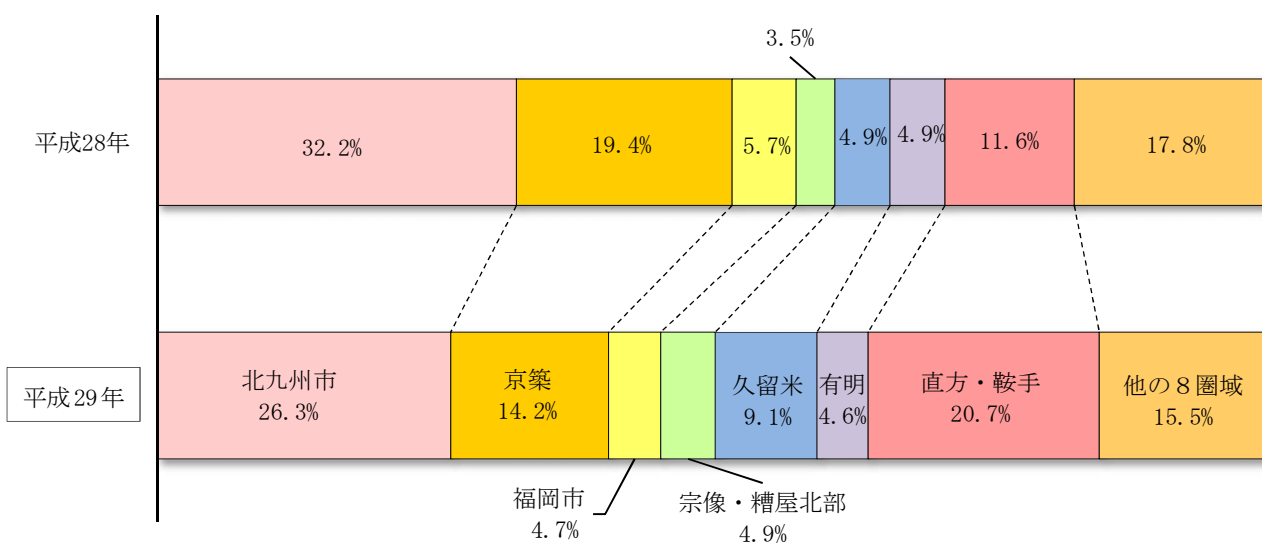 3.5%
平成28年
32.2%
19.4%
5.7%
4.9%
4.9%
11.6%
17.8%
平成29年
北九州市
26.3%
京築
14.2%
久留米
9.1%
有明
4.6%
直方・鞍手
20.7%
他の８圏域
15.5%
福岡市
4.7%
宗像・糟屋北部
4.9%